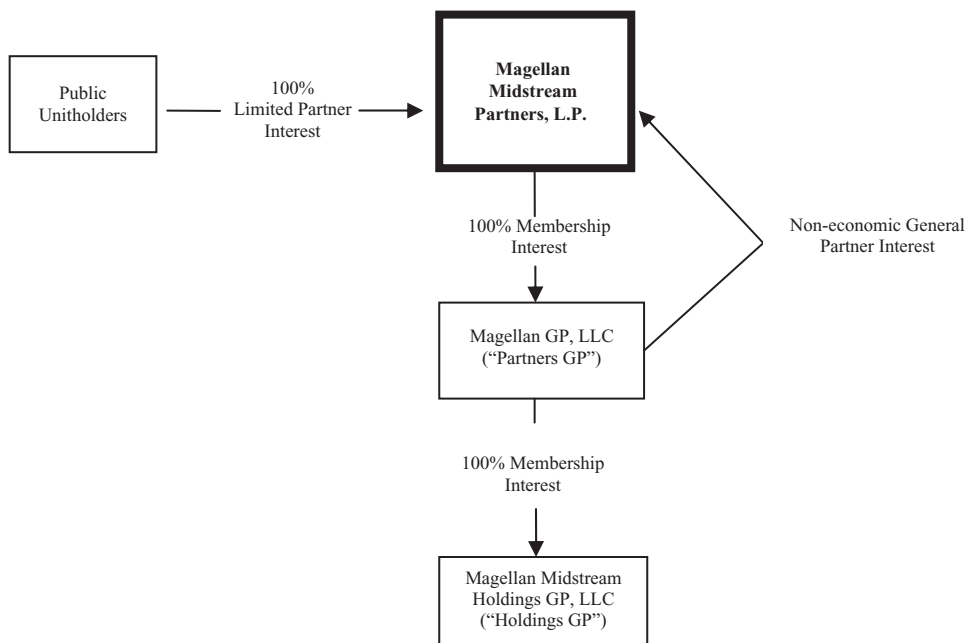 Public
Unitholders
100%
Limited Partner
Interest
Magellan
Midstream
Partners, L.P.
100% Membership
Interest
Non-economic General
Partner Interest
Magellan GP, LLC
(“Partners GP”)
100% Membership
Interest
Magellan Midstream
Holdings GP, LLC
(“Holdings GP”)